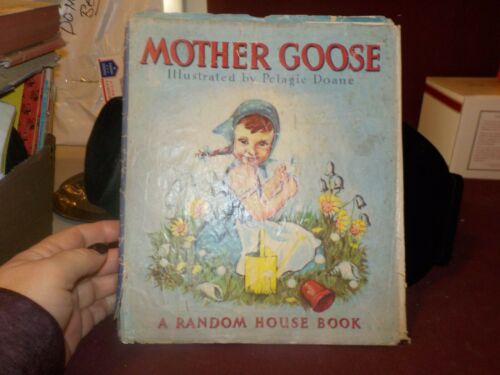 MOTHER GOOSE
Illustrated by Pelagie Doane
A RANDOM HOUSE BOOK